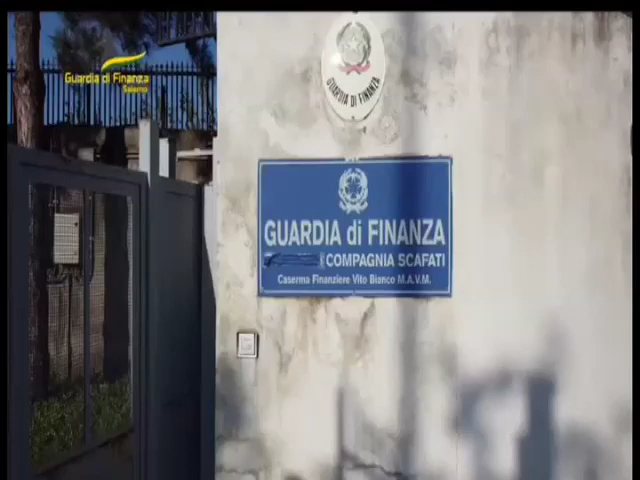 Guardia di Finanza
Salerno
GUARDIA DI FINANZA
GUARDIA di FINANZA
COMPAGNIA SCAFATI
Caserma Finanziere Vito Bianco M.A.V.M.